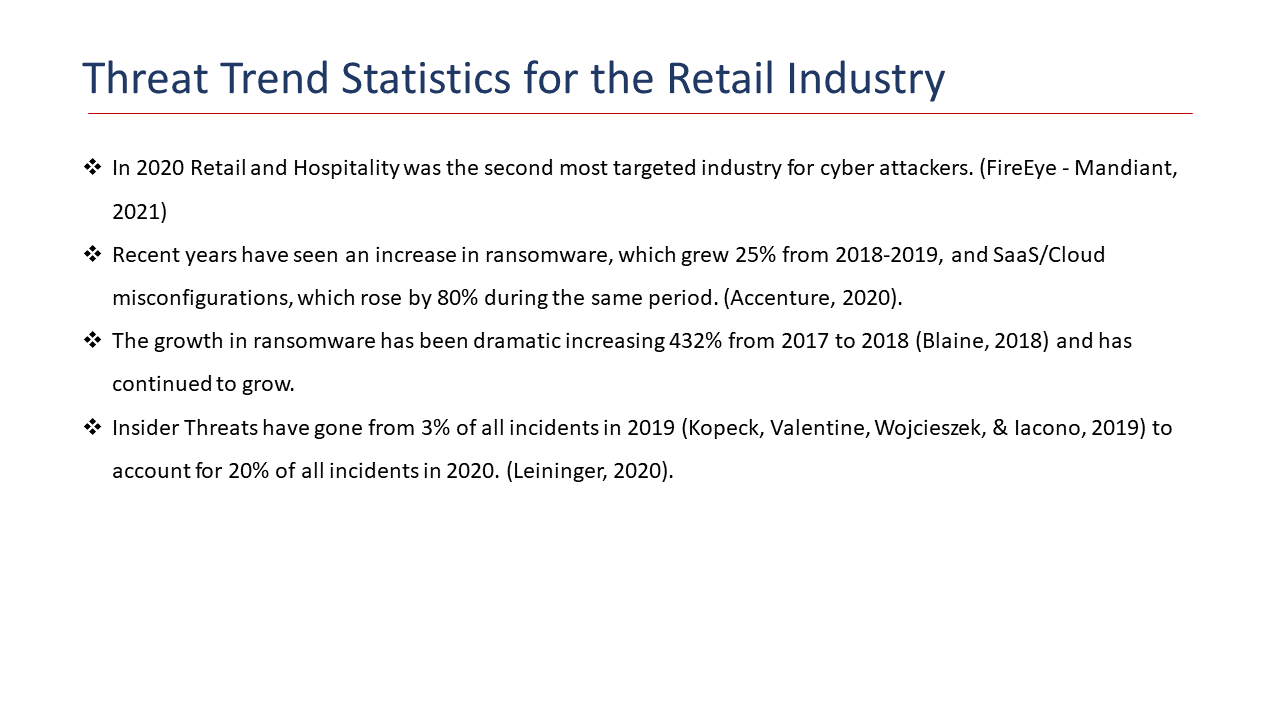 Threat Trend Statistics for the Retail Industry
❖ In 2020 Retail and Hospitality was the second most targeted industry for cyber attackers. (FireEye - Mandiant,
2021)
❖ Recent years have seen an increase in ransomware, which grew 25% from 2018-2019, and SaaS/Cloud
misconfigurations, which rose by 80% during the same period. (Accenture, 2020).
❖ The growth in ransomware has been dramatic increasing 432% from 2017 to 2018 (Blaine, 2018) and has
continued to grow.
❖ Insider Threats have gone from 3% of all incidents in 2019 (Kopeck, Valentine, Wojcieszek, & Iacono, 2019) to
account for 20% of all incidents in 2020. (Leininger, 2020).